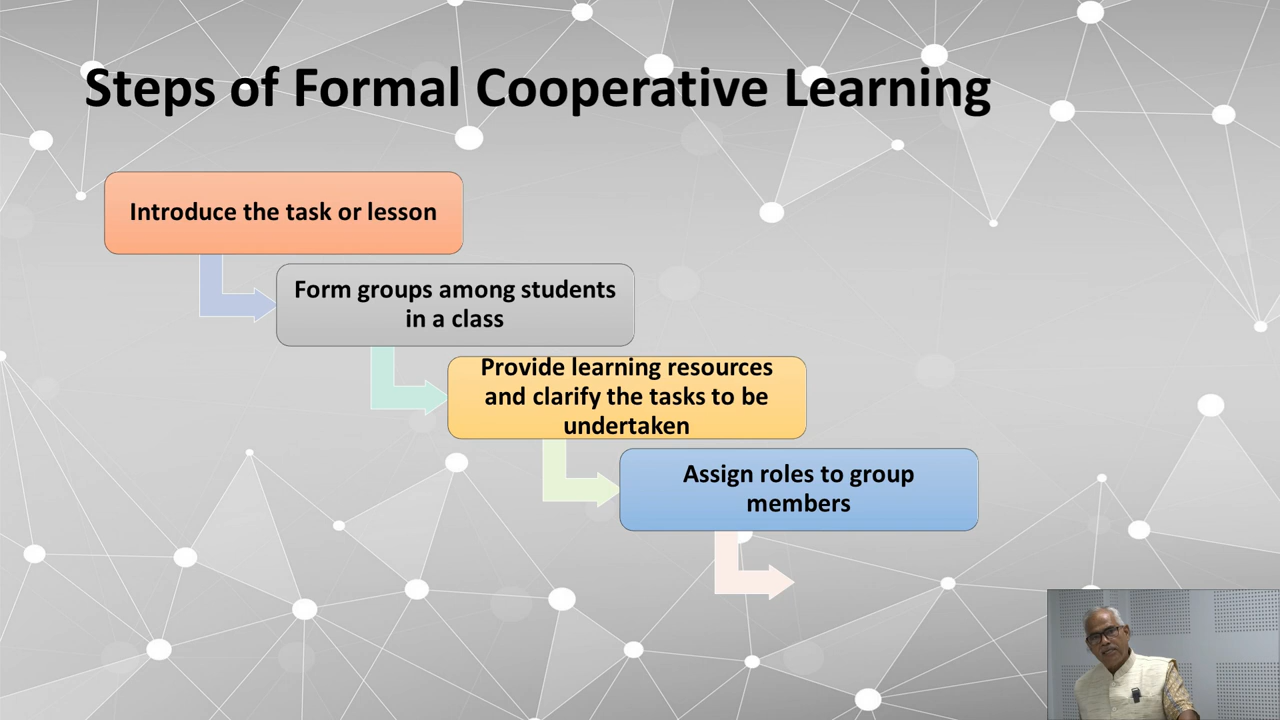 Steps of Formal Cooperative Learning
Introduce the task or lesson
Form groups among students
in a class
Provide learning resources
and clarify the tasks to be
undertaken
Assign roles to group
members